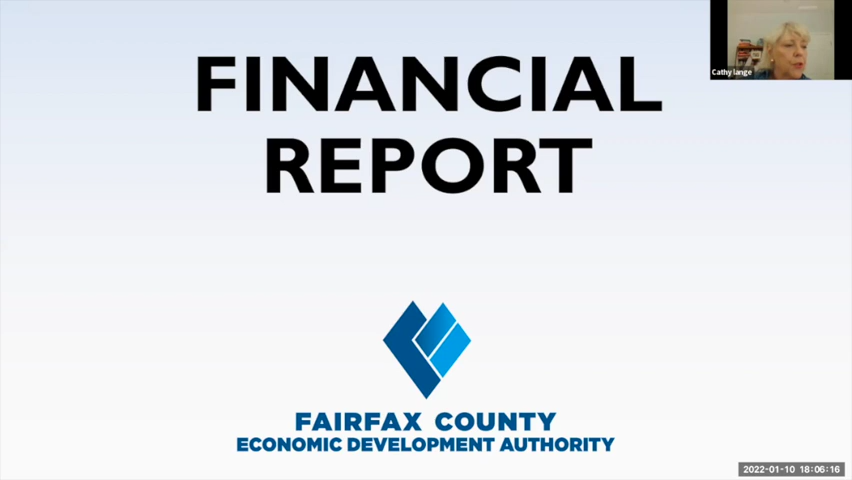 FINANCIAL
REPORT
Cathy lange
FAIRFAX COUNTY
ECONOMIC DEVELOPMENT AUTHORITY
2022-01-10 18:06:16